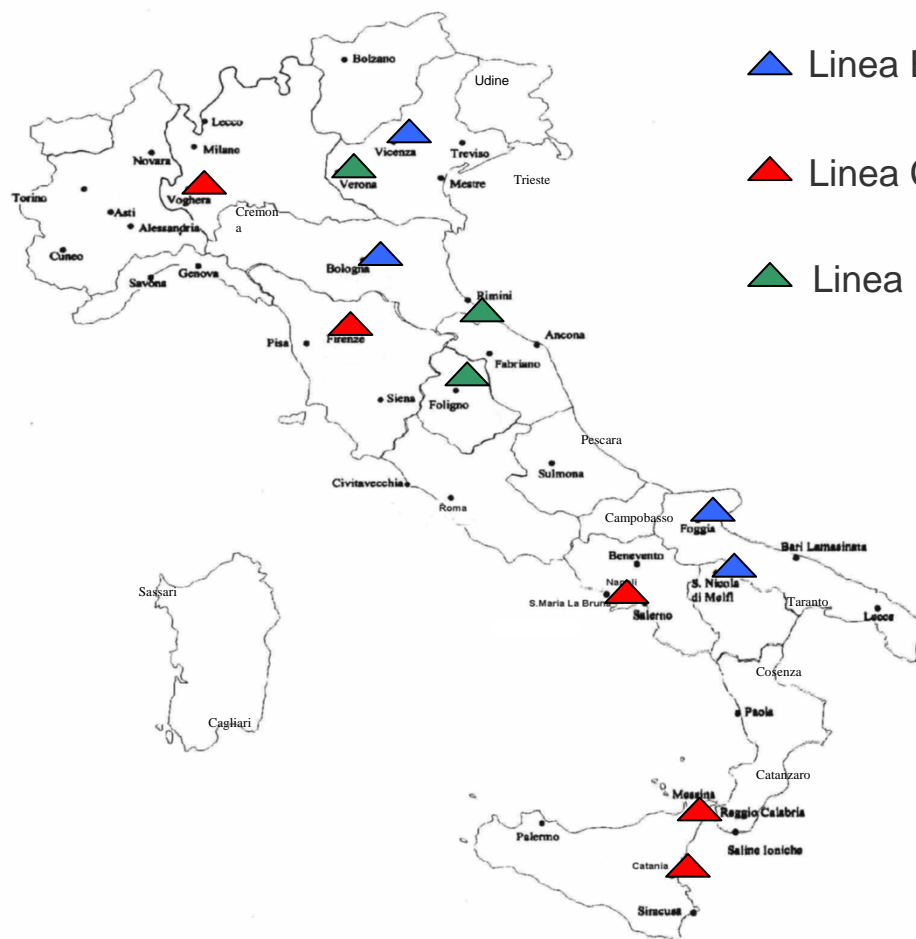 Bolzano
Udine
Linea
Lecco
Milano
Vicenza
Treviso
Novara
Verona
Mestre
Trieste
Torino
Voghera
Asti
Cremon
a
Alessandria
Cuneo
Bologna
Savona
Genova
Rimini
Linea
Linea
Pisa
Firenze
Ancona
Fabriano
Siena
Foligno
Pescara
Sulmona
Civitavecchia
Roma
Campobasso
Foggia
Benevento
Bari Lamasinata
Sassari
Napoli
S. Nicola
di Melfi
S.Maria La Bruna
Salerno
Taranto
Lecce
Cosenza
Cagliari
Paola
Catanzaro
Messina
Reggio Calabria
Palermo
Saline Ioniche
Catania
Siracusa